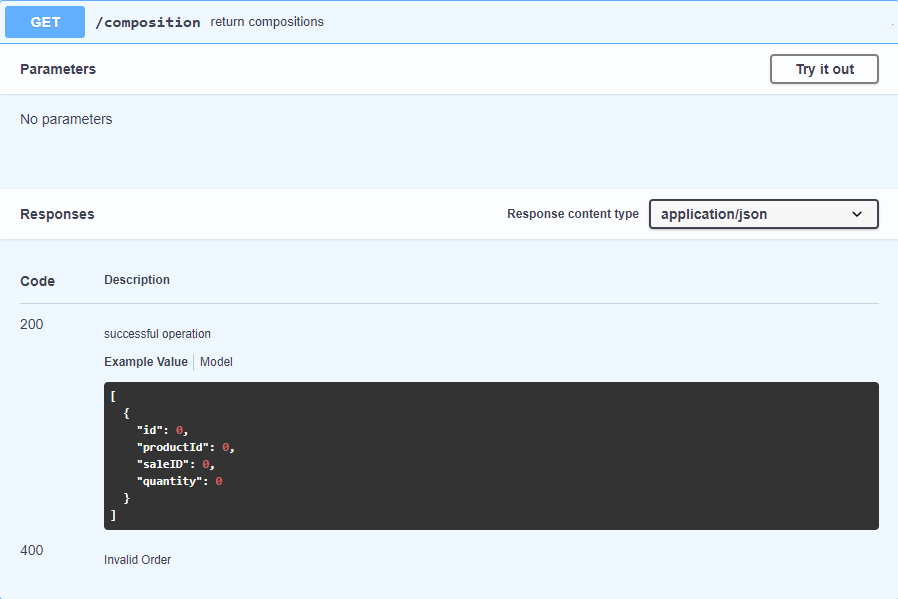 GET /composition return compositions
Parameters Try it out
No parameters
Responses Response content type application/json
Code Description
200
successful operation
Example Value Model
[
  {
    "id": 0,
    "productId": 0,
    "saleID": 0,
    "quantity": 0
  }
]
400
Invalid Order